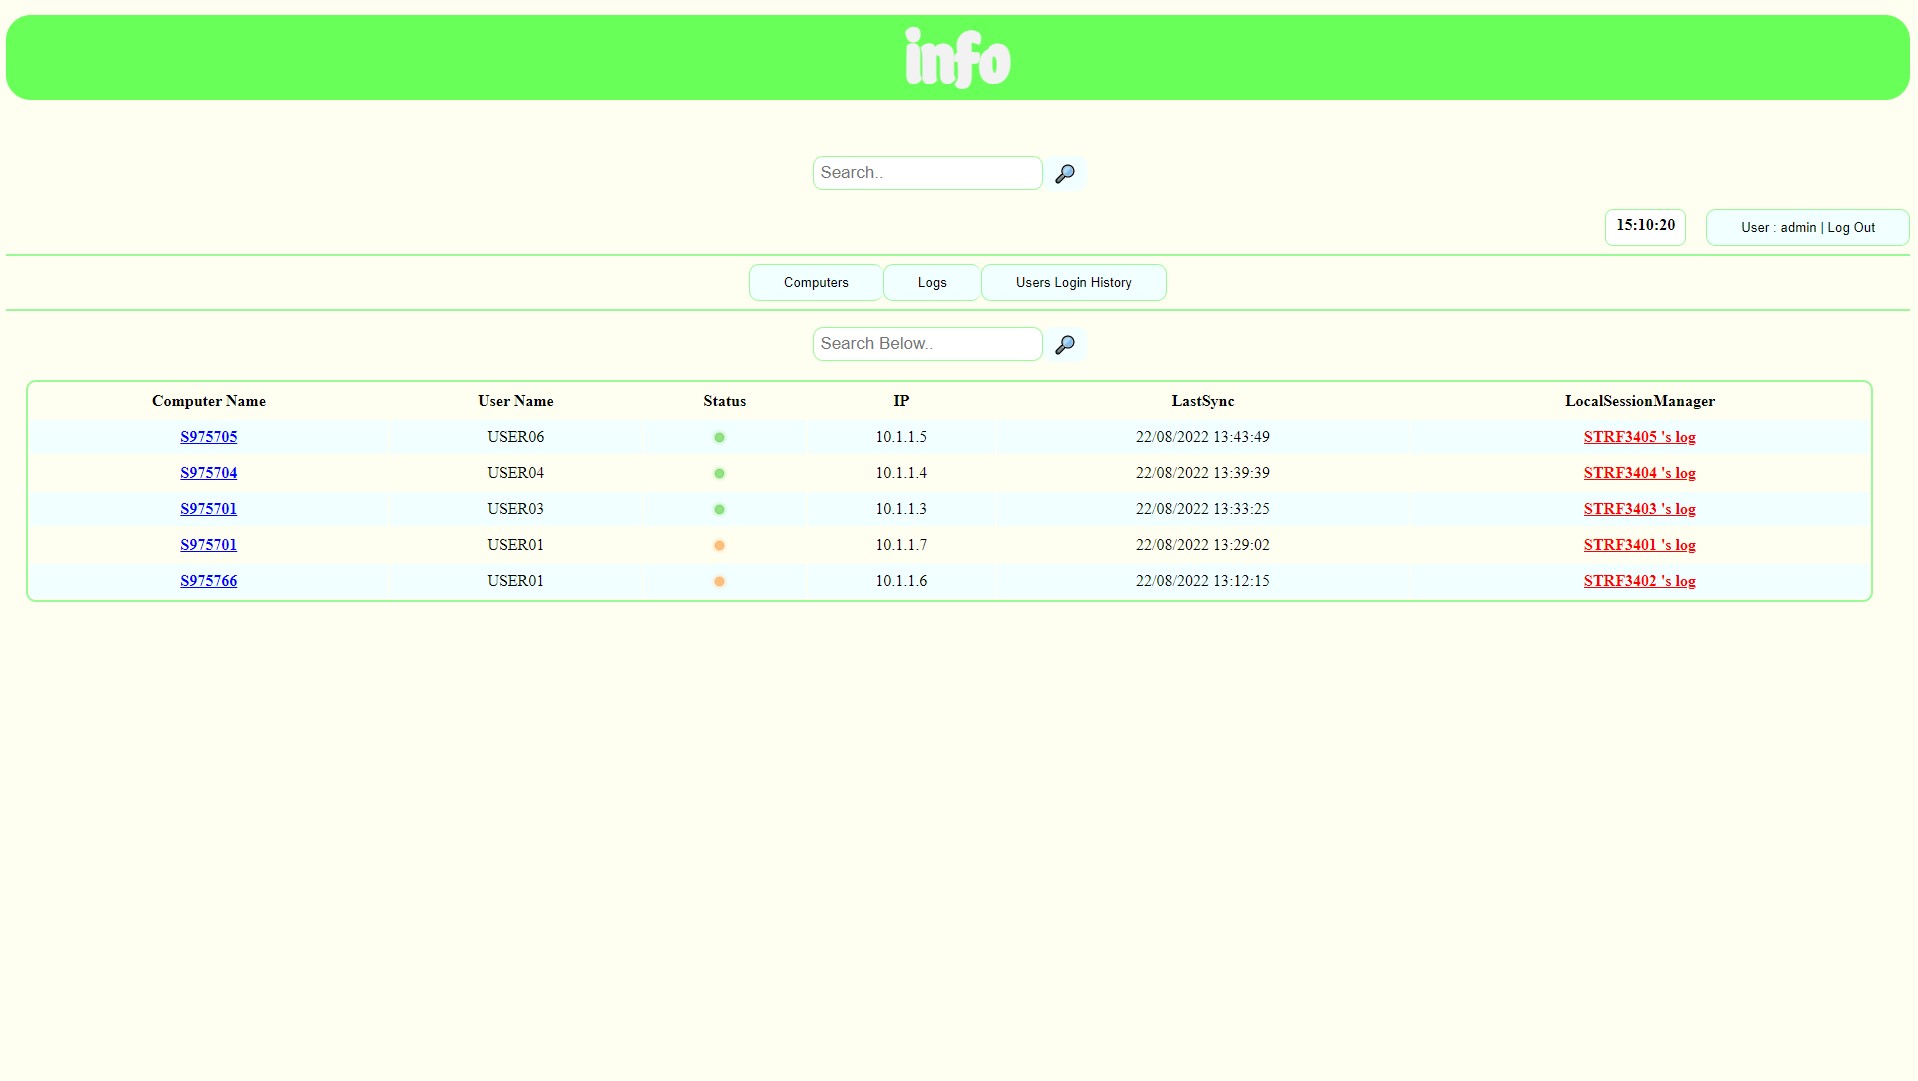 info
Search..
15:10:20 User : admin | Log Out
Computers Logs Users Login History
Search Below..
Computer Name User Name Status IP LastSync LocalSessionManager
S975705 USER06 10.1.1.5 22/08/2022 13:43:49 STRF3405 's log
S975704 USER04 10.1.1.4 22/08/2022 13:39:39 STRF3404 's log
S975701 USER03 10.1.1.3 22/08/2022 13:33:25 STRF3403 's log
S975701 USER01 10.1.1.7 22/08/2022 13:29:02 STRF3401 's log
S975766 USER01 10.1.1.6 22/08/2022 13:12:15 STRF3402 's log